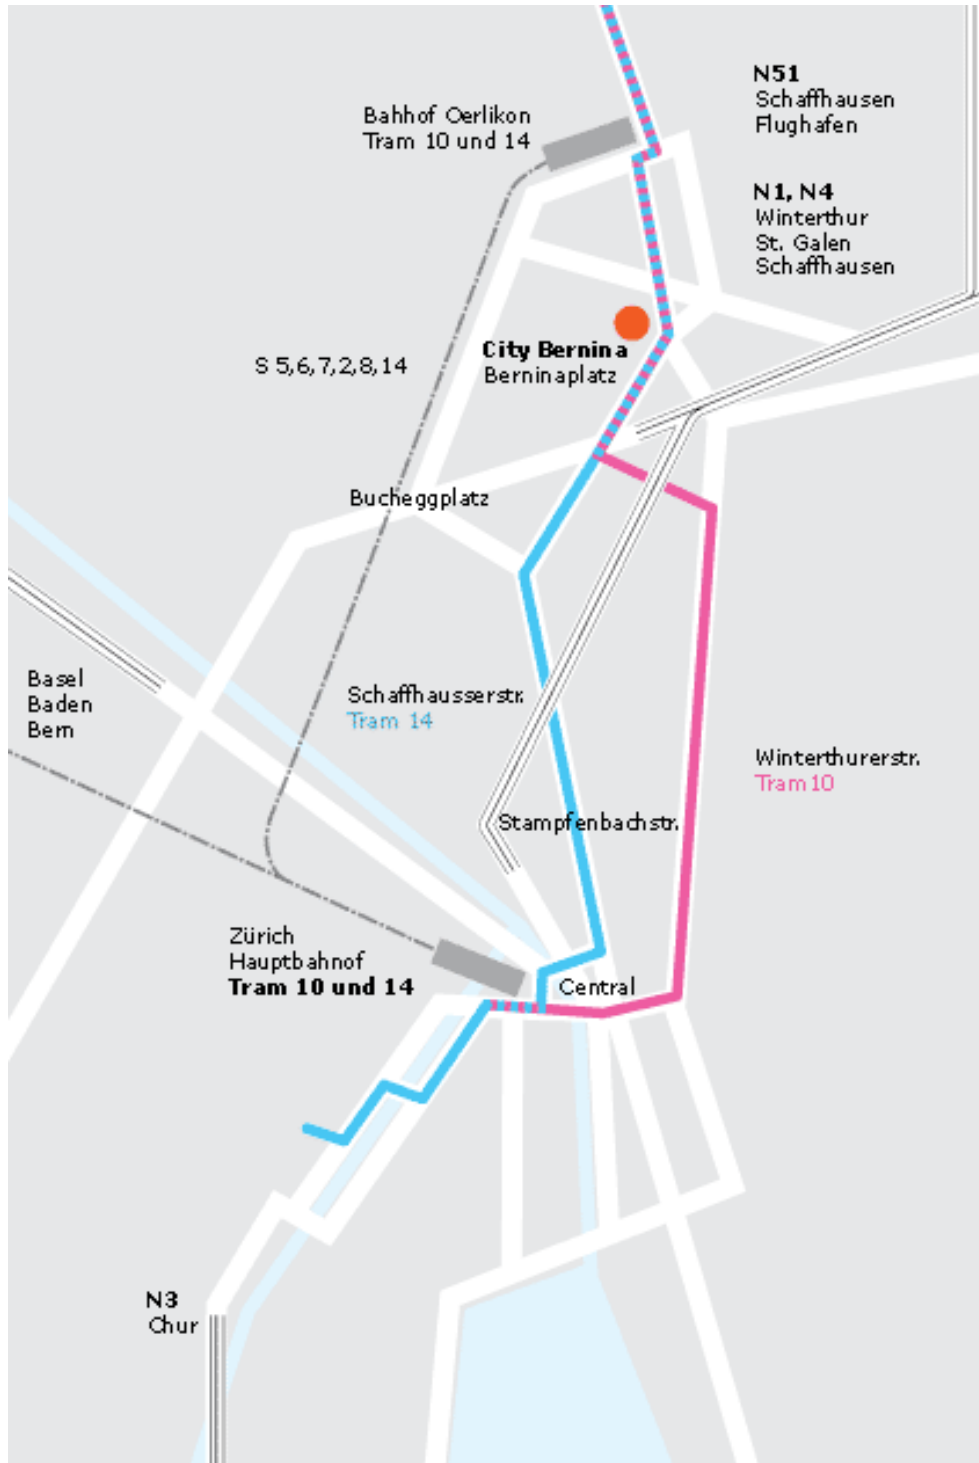 N51
Schaffhausen
Flughafen
Bahhof Oerlikon
Tram 10 und 14
N1, N4
Winterthur
St. Galen
Schaffhausen
City Bernina
Berninaplatz
S 5,6,7,2,8,14
Bucheggplatz
Basel
Baden
Bern
Schaffhausserstr.
Tram 14
Winterthurerstr.
Tram 10
Stampfenbachstr.
Zürich
Hauptbahnhof
Tram 10 und 14
Central
N3
Chur